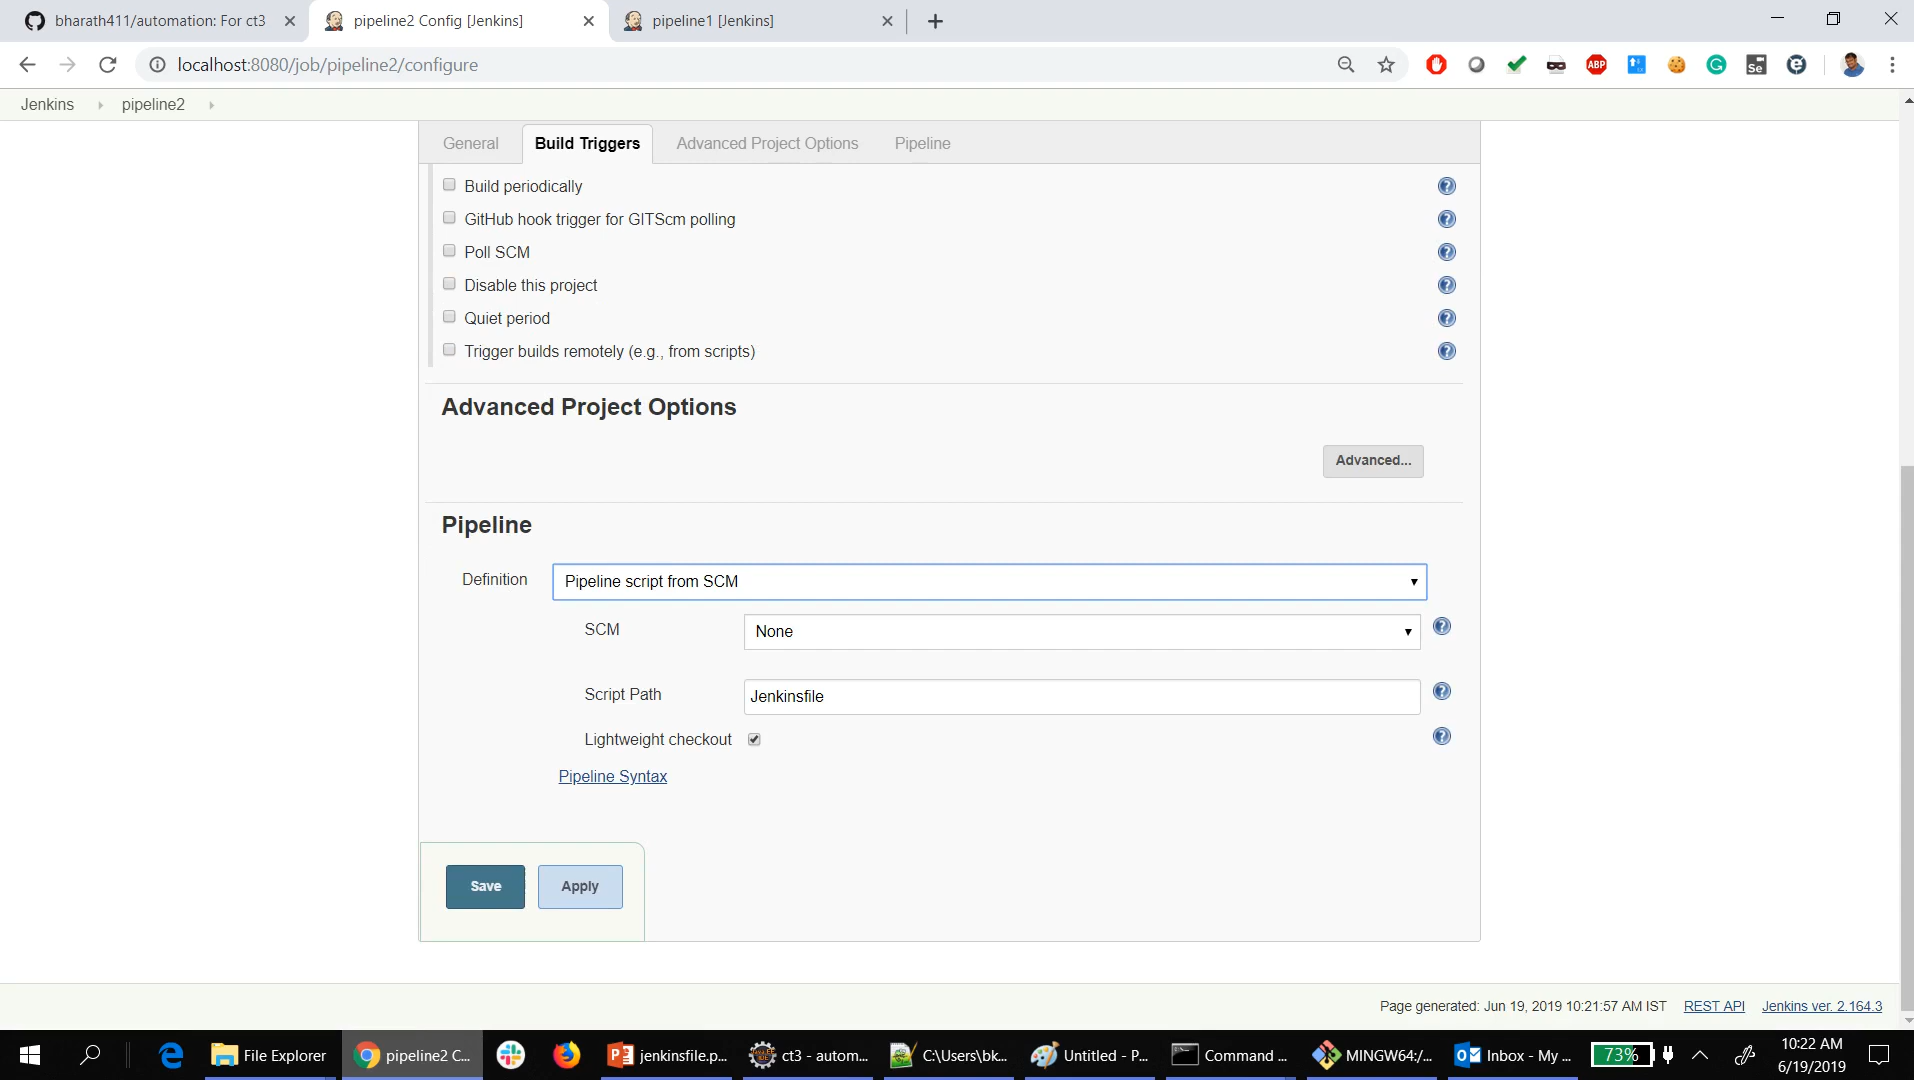 bharath411/automation: For ct3
pipeline2 Config [Jenkins]
pipeline1 [Jenkins]
localhost:8080/job/pipeline2/configure
ABP
Se
Jenkins
pipeline2
General
Build Triggers
Advanced Project Options
Pipeline
Build periodically
GitHub hook trigger for GITScm polling
Poll SCM
Disable this project
Quiet period
Trigger builds remotely (e.g., from scripts)
Advanced Project Options
Advanced...
Pipeline
Definition
Pipeline script from SCM
SCM
None
Script Path
Jenkinsfile
Lightweight checkout
Pipeline Syntax
Save
Apply
Page generated: Jun 19, 2019 10:21:57 AM IST
REST API
Jenkins ver. 2.164.3
File Explorer
pipeline2 C...
jenkinsfile.p...
ct3 - autom...
C:\Users\bk...
Untitled - P...
Command ...
MINGW64:/...
Inbox - My ...
73%
10:22 AM
6/19/2019